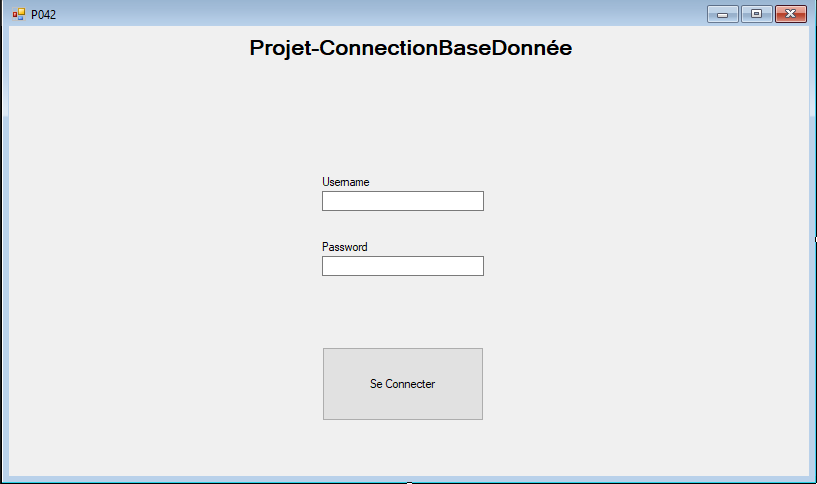 P042
Projet-ConnectionBaseDonnée
Username
Password
Se Connecter